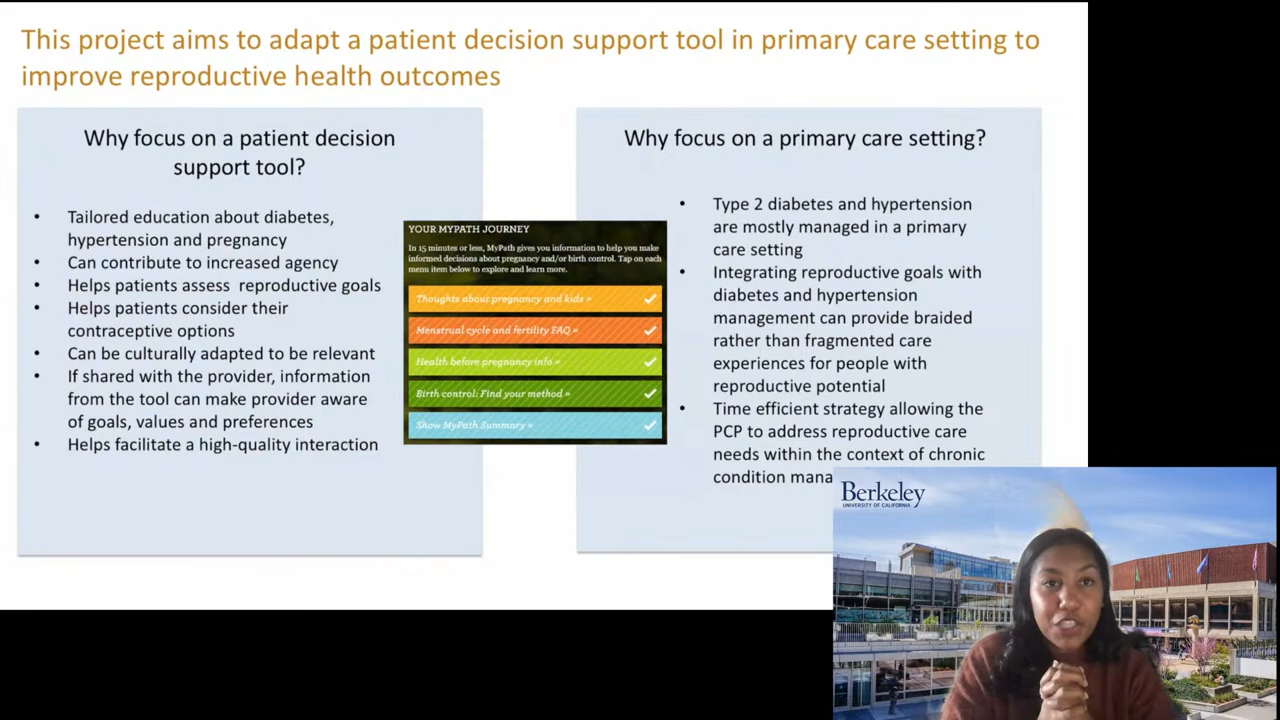 This project aims to adapt a patient decision support tool in primary care setting to
improve reproductive health outcomes
Why focus on a patient decision
support tool?
• Tailored education about diabetes,
hypertension and pregnancy
• Can contribute to increased agency
• Helps patients assess reproductive goals
• Helps patients consider their
contraceptive options
• Can be culturally adapted to be relevant
• If shared with the provider, information
from the tool can make provider aware
of goals, values and preferences
• Helps facilitate a high-quality interaction
YOUR MYPATH JOURNEY
In 15 minutes or less, MyPath gives you information to help you make
informed decisions about pregnancy and/or birth control. Tap on each
menu item below to explore and learn more.
Thoughts about pregnancy and kids »
Menstrual cycle and fertility FAQ »
Health before pregnancy info »
Birth control: Find your method »
Show MyPath Summary »
Why focus on a primary care setting?
• Type 2 diabetes and hypertension
are mostly managed in a primary
care setting
• Integrating reproductive goals with
diabetes and hypertension
management can provide braided
rather than fragmented care
experiences for people with
reproductive potential
• Time efficient strategy allowing the
PCP to address reproductive care
needs within the context of chronic
condition mana
Berkeley
UNIVERSITY OF CALIFORNIA